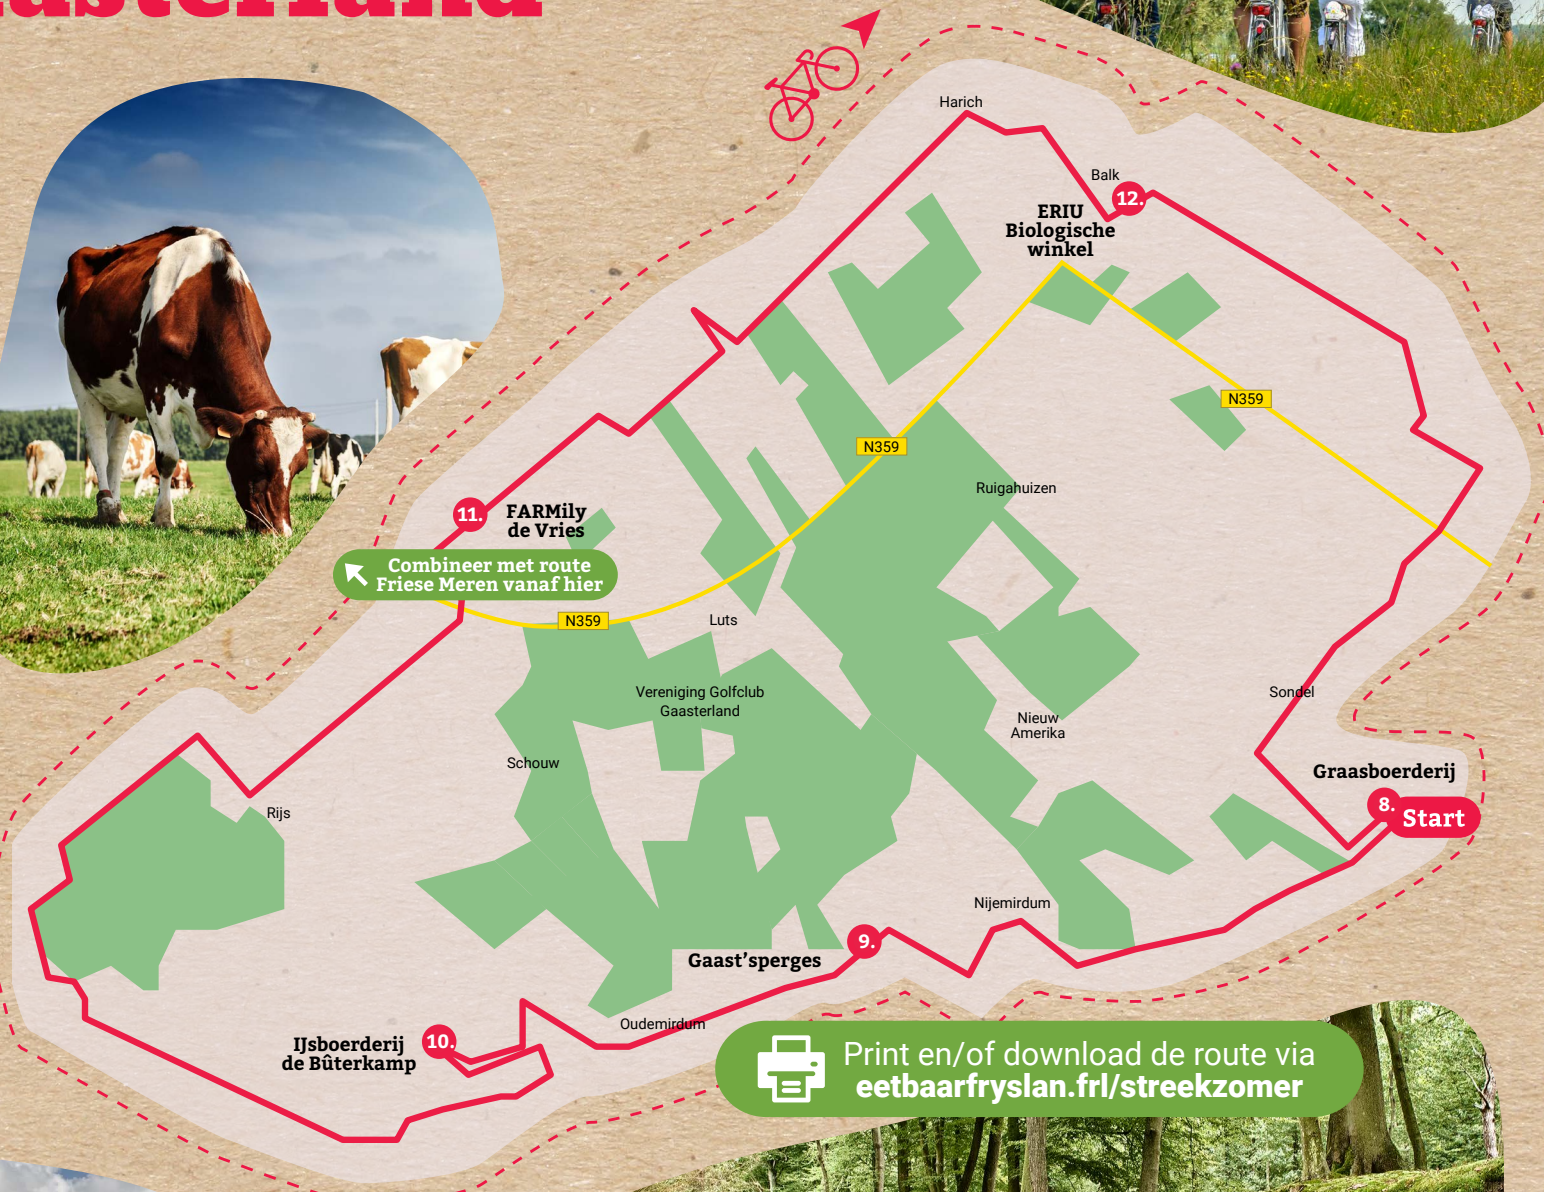 Harich
Balk
12.
ERIU
Biologische
winkel
N359
N359
Ruigahuizen
11.
FARMily
de Vries
Combineer met route
Friese Meren vanaf hier
N359
Luts
Vereniging Golfclub
Gaasterland
Sondel
Nieuw
Amerika
Schouw
Graasboerderij
8.
Start
Rijs
Nijemirdum
9.
Gaast'sperges
Oudemirdum
10.
IJsboerderij
de Bûterkamp
Print en/of download de route via
eetbaarfryslan.frl/streekzomer